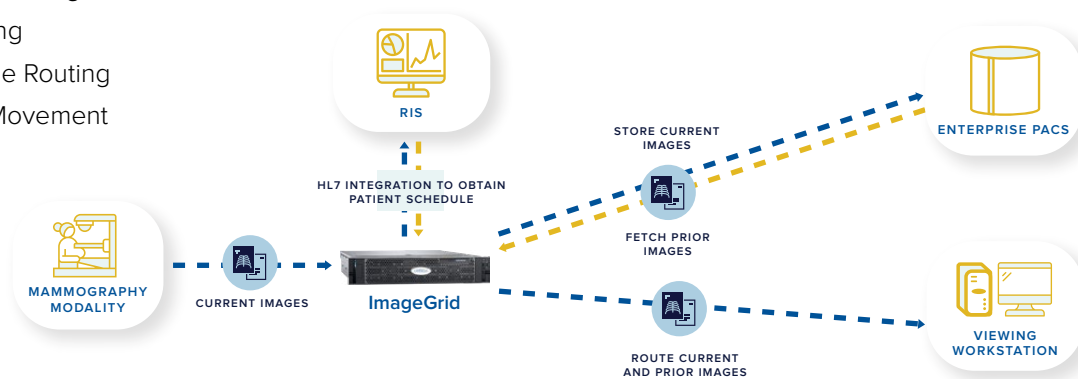 ng
e Routing
Movement
RIS
HL7 INTEGRATION TO OBTAIN
PATIENT SCHEDULE
STORE CURRENT
IMAGES
ENTERPRISE PACS
FETCH PRIOR
IMAGES
MAMMOGRAPHY
MODALITY
CURRENT IMAGES
ImageGrid
ROUTE CURRENT
AND PRIOR IMAGES
VIEWING
WORKSTATION